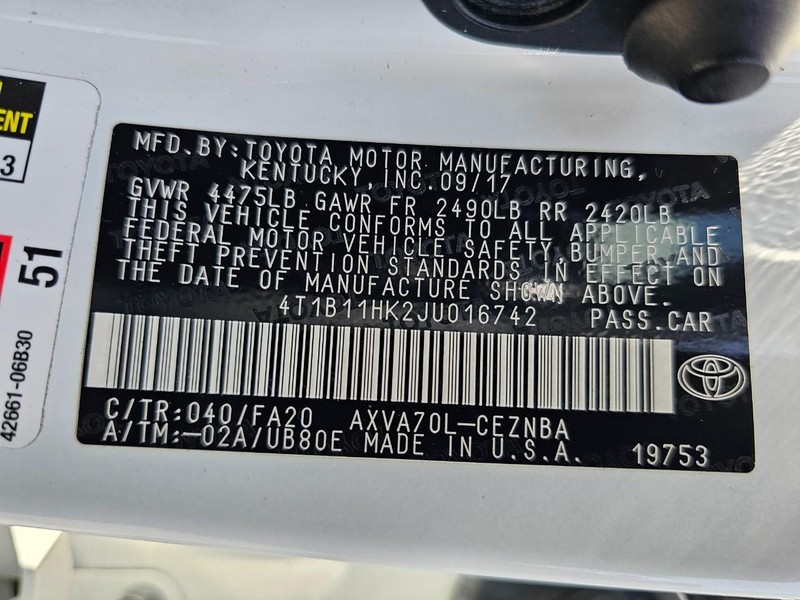 ENT
3
51
42661-06B30
MFD.BY:TOYOTA MOTOR MANUFACTURING,
KENTUCKY, INC.09/17
GVWR 4475LB GAWR FR 2490LB RR 2420LB
THIS VEHICLE CONFORMS TO ALL APPLICABLE
FEDERAL MOTOR VEHICLE SAFETY,BUMPER,AND
THEFT PREVENTION STANDARDS IN EFFECT ON
THE DATE OF MANUFACTURE SHOWN ABOVE.
4T1B11HK2JU016742 PASS.CAR
C/TR:040/FA20 AXVA70L-CEZNBA
A/TM:-02A/UB80E MADE IN U.S.A. 19753